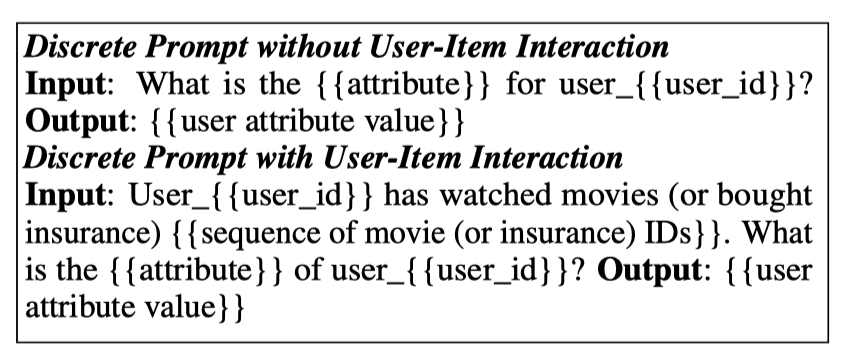 Discrete Prompt without User-Item Interaction
Input: What is the {{attribute}} for user_{{user_id}}?
Output: {{user attribute value}}
Discrete Prompt with User-Item Interaction
Input: User_{{user_id}} has watched movies (or bought
insurance) {{sequence of movie (or insurance) IDs}}. What
is the {{attribute}} of user_{{user_id}}? Output: {{user
attribute value}}